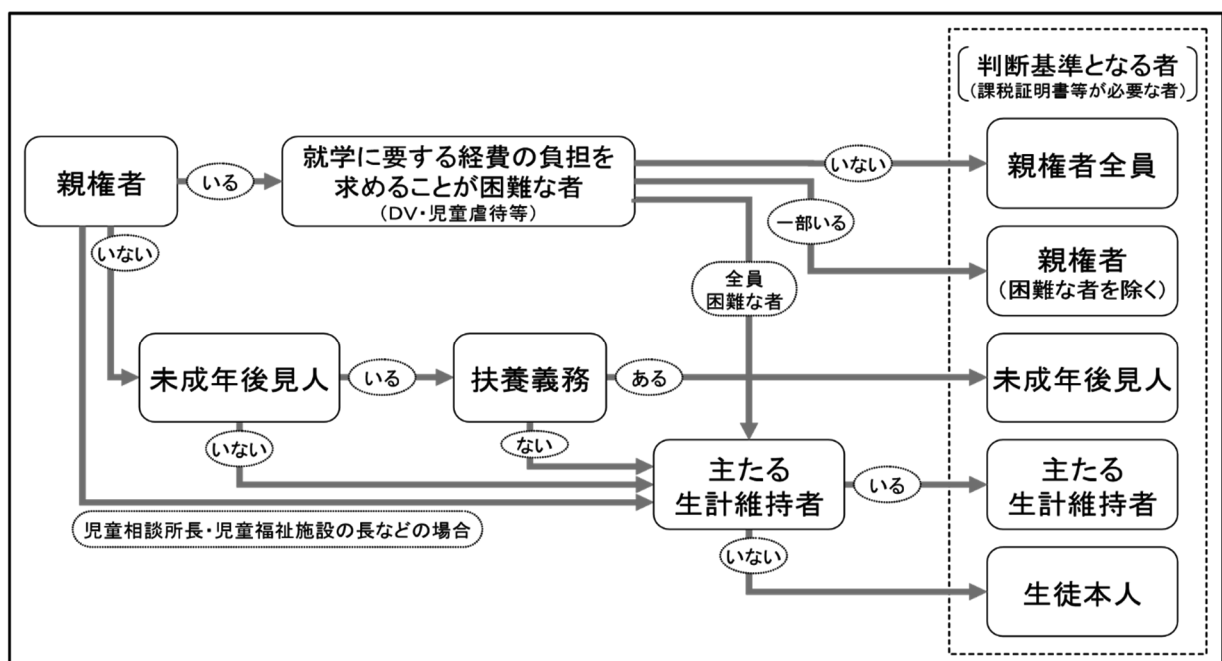 判断基準となる者
(課税証明書等が必要な者)
親権者
いる
就学に要する経費の負担を
求めることが困難な者
(DV・児童虐待等)
いない
親権者全員
一部いる
親権者
(困難な者を除く)
いない
全員
困難な者
未成年後見人
いる
扶養義務
ある
未成年後見人
いない
ない
主たる
生計維持者
いる
主たる
生計維持者
児童相談所長・児童福祉施設の長などの場合
いない
生徒本人